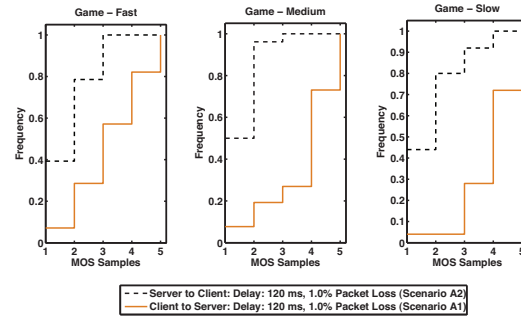 Game – Fast
Game – Medium
Game – Slow
Frequency
1
0.8
0.6
0.4
0.2
0
1 2 3 4 5
MOS Samples
Frequency
1
0.8
0.6
0.4
0.2
0
1 2 3 4 5
MOS Samples
Frequency
1
0.9
0.8
0.7
0.6
0.5
0.4
0.3
0.2
0.1
0
1 2 3 4 5
MOS Samples
Server to Client: Delay: 120 ms, 1.0% Packet Loss (Scenario A2)
Client to Server: Delay: 120 ms, 1.0% Packet Loss (Scenario A1)